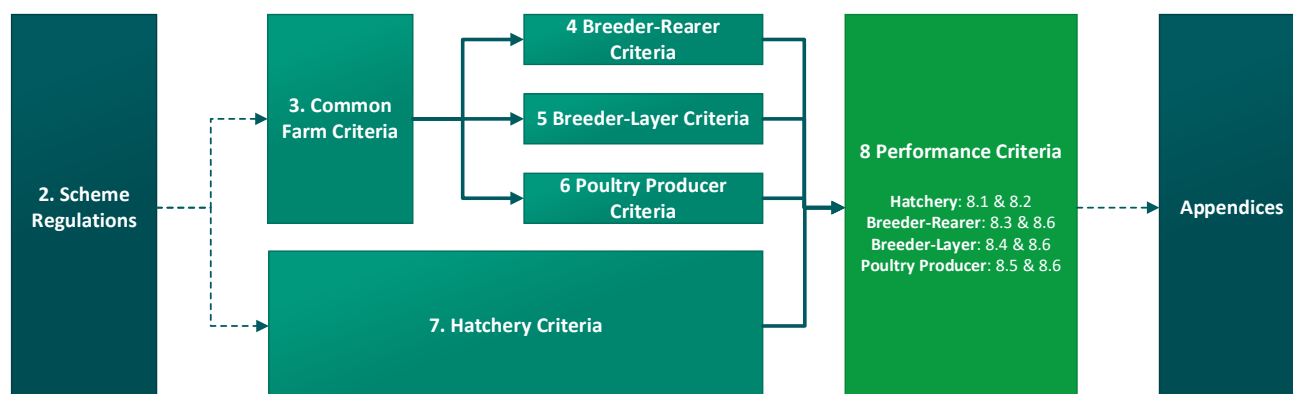 2. Scheme
Regulations
3. Common
Farm Criteria
4 Breeder-Rearer
Criteria
5 Breeder-Layer Criteria
6 Poultry Producer
Criteria
7. Hatchery Criteria
8 Performance Criteria
Hatchery: 8.1 & 8.2
Breeder-Rearer: 8.3 & 8.6
Breeder-Layer: 8.4 & 8.6
Poultry Producer: 8.5 & 8.6
Appendices